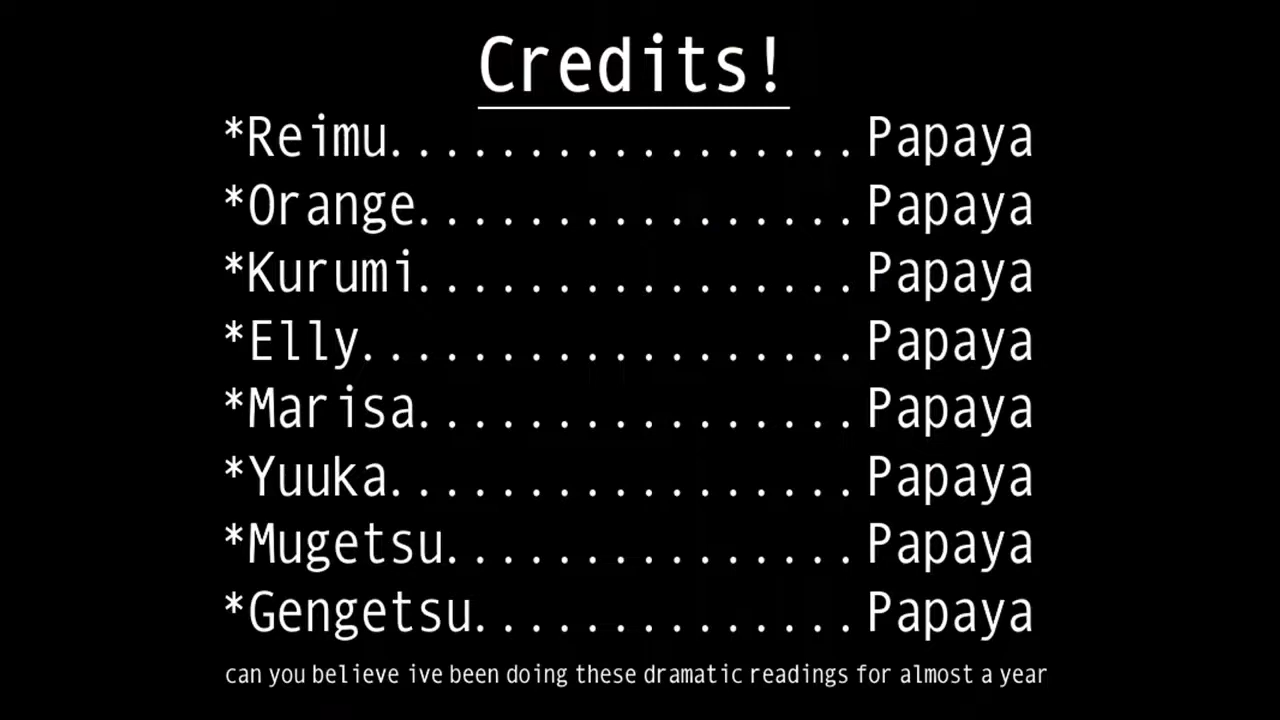 Credits!
*Reimu.................Papaya
*Orange................Papaya
*Kurumi................Papaya
*Elly..................Papaya
*Marisa................Papaya
*Yuuka.................Papaya
*Mugetsu...............Papaya
*Gengetsu..............Papaya
can you believe ive been doing these dramatic readings for almost a year